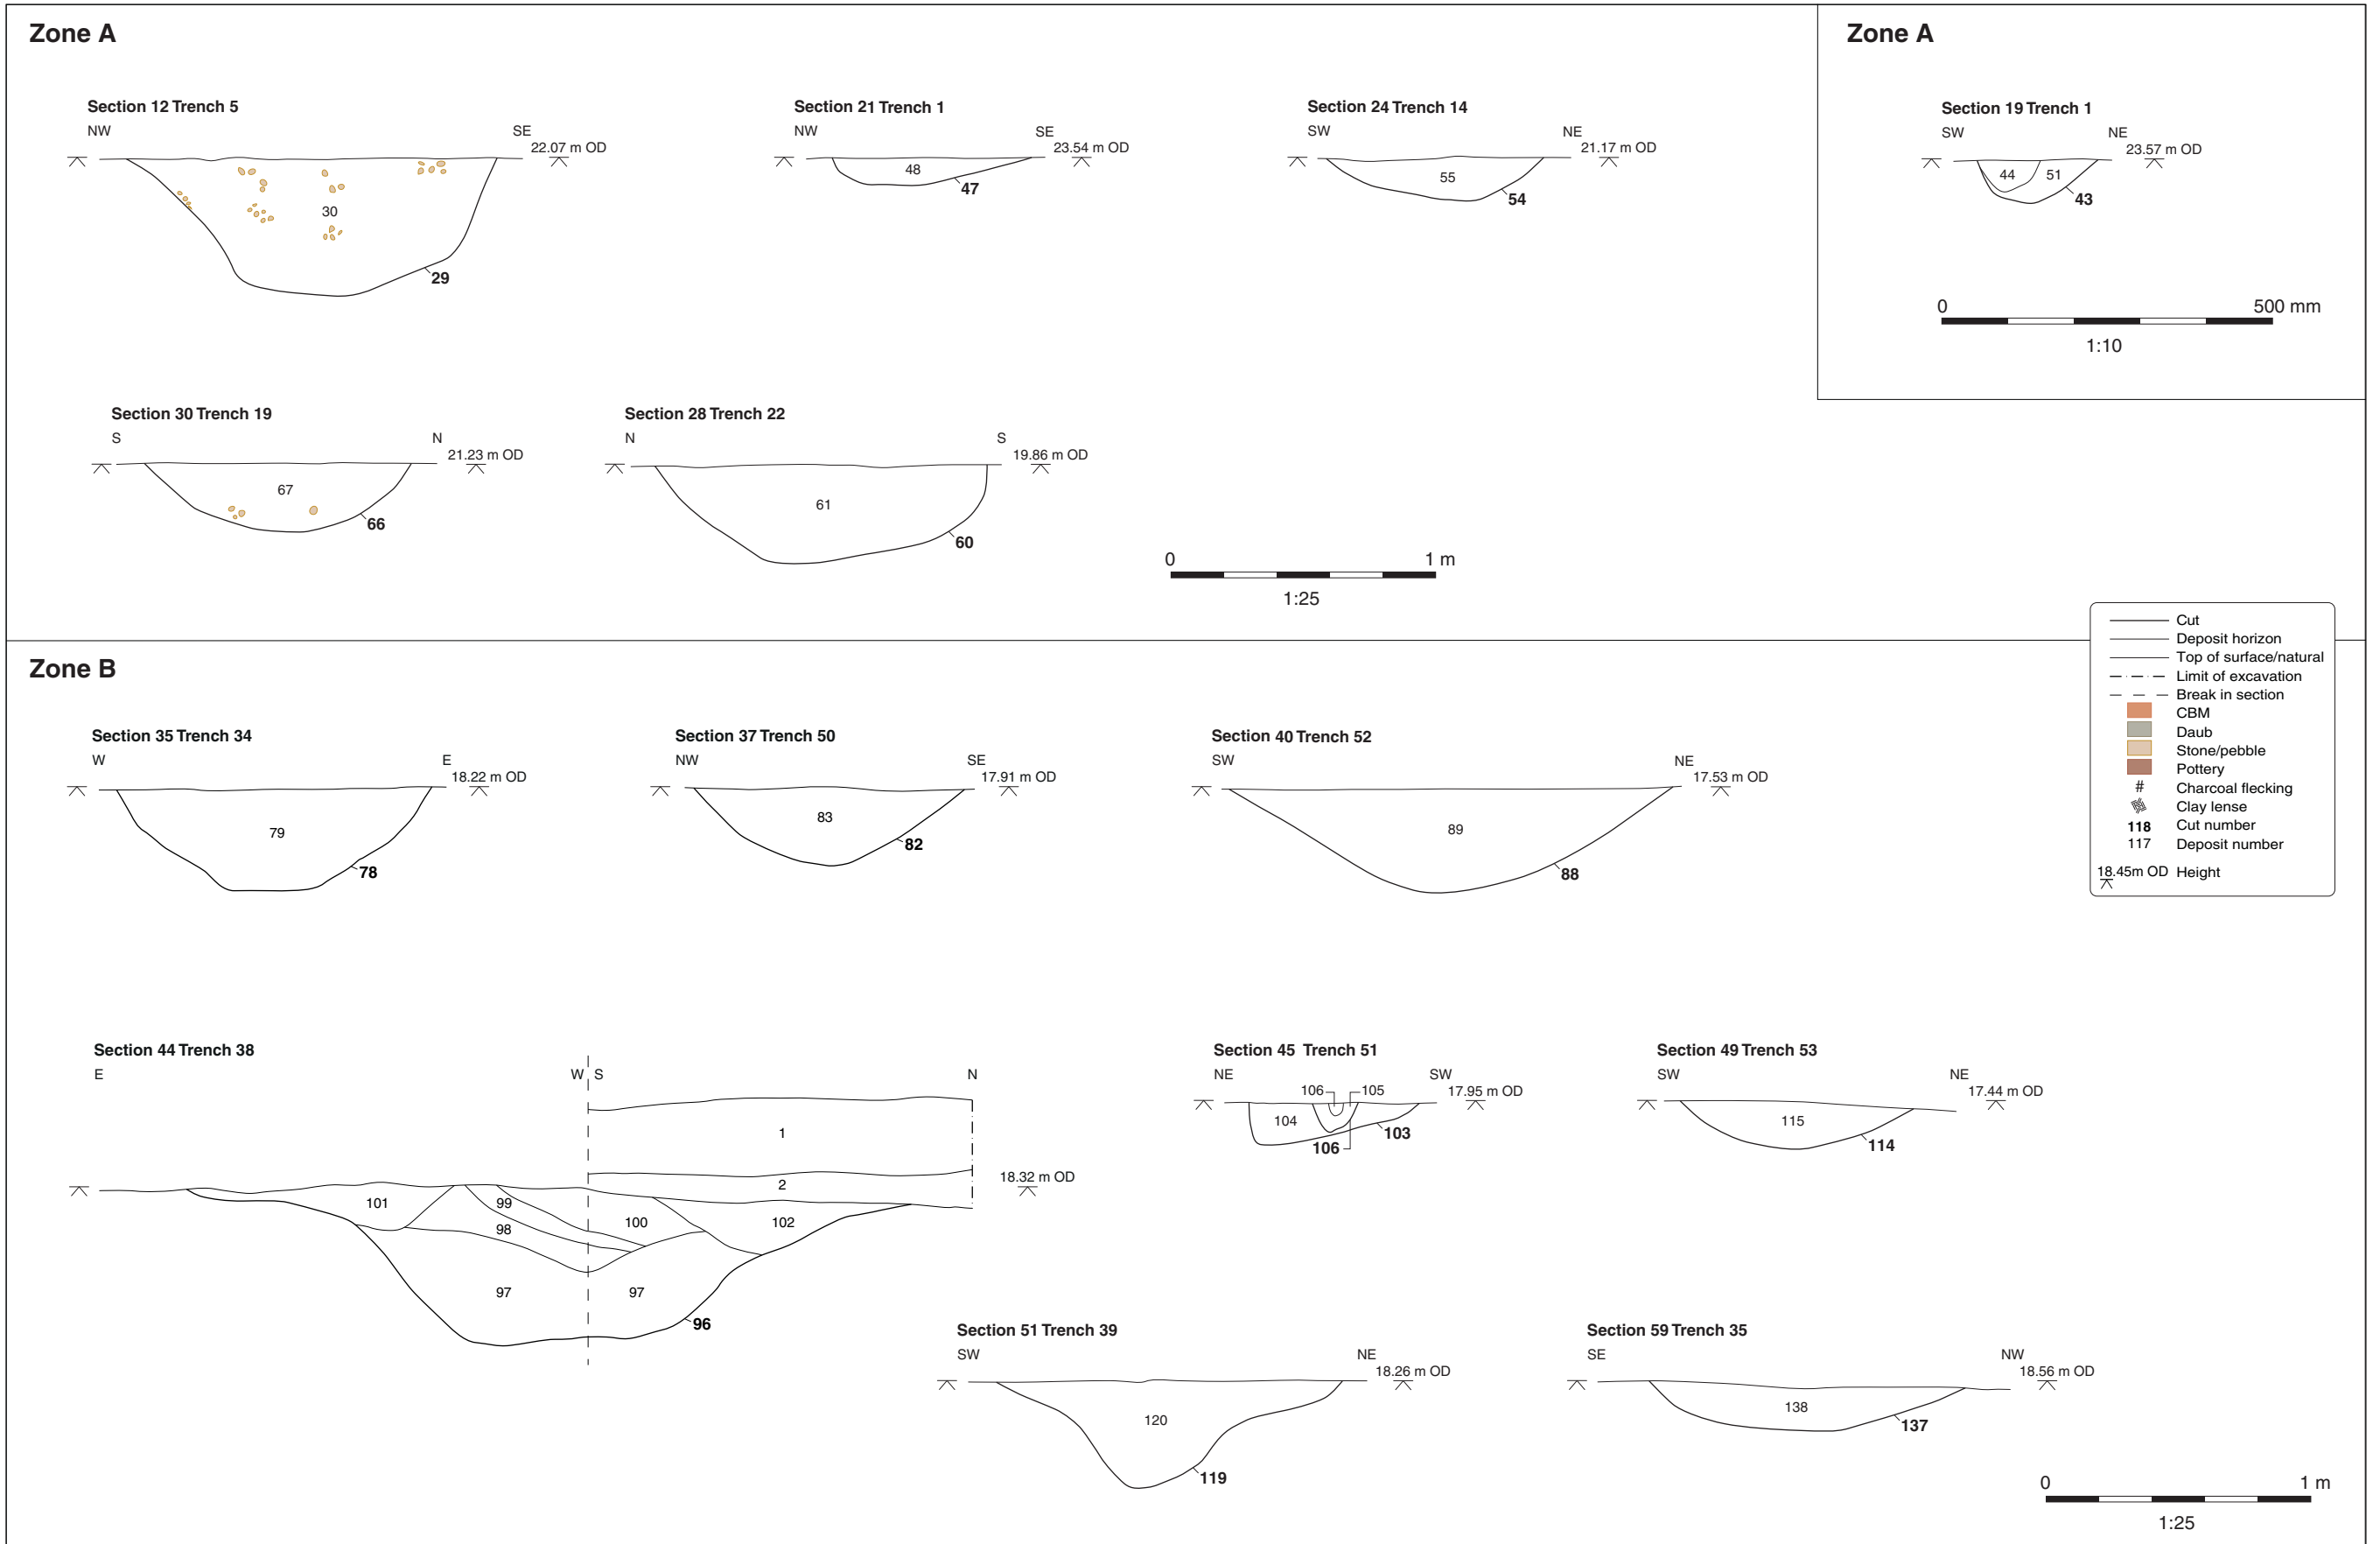 Zone A
Section 12 Trench 5
NW SE
22.07 m OD
30
29
Section 21 Trench 1
NW SE
23.54 m OD
48
47
Section 24 Trench 14
SW NE
21.17 m OD
55
54
Zone A
Section 19 Trench 1
SW NE
23.57 m OD
44 51
43
0 500 mm
1:10
Section 30 Trench 19
S N
21.23 m OD
67
66
Section 28 Trench 22
N S
19.86 m OD
61
60
0 1 m
1:25
Cut
Deposit horizon
Top of surface/natural
Limit of excavation
Break in section
CBM
Daub
Stone/pebble
Pottery
# Charcoal flecking
Clay lense
118 Cut number
117 Deposit number
18.45m OD Height
Zone B
Section 35 Trench 34
W E
18.22 m OD
79
78
Section 37 Trench 50
NW SE
17.91 m OD
83
82
Section 40 Trench 52
SW NE
17.53 m OD
89
88
Section 44 Trench 38
E W S N
1
18.32 m OD
2
101 99 100 102
98
97 97
96
Section 45 Trench 51
NE SW
106 105 17.95 m OD
104
103
106
Section 49 Trench 53
SW NE
17.44 m OD
115
114
Section 51 Trench 39
SW NE
18.26 m OD
120
119
Section 59 Trench 35
SE NW
18.56 m OD
138
137
0 1 m
1:25